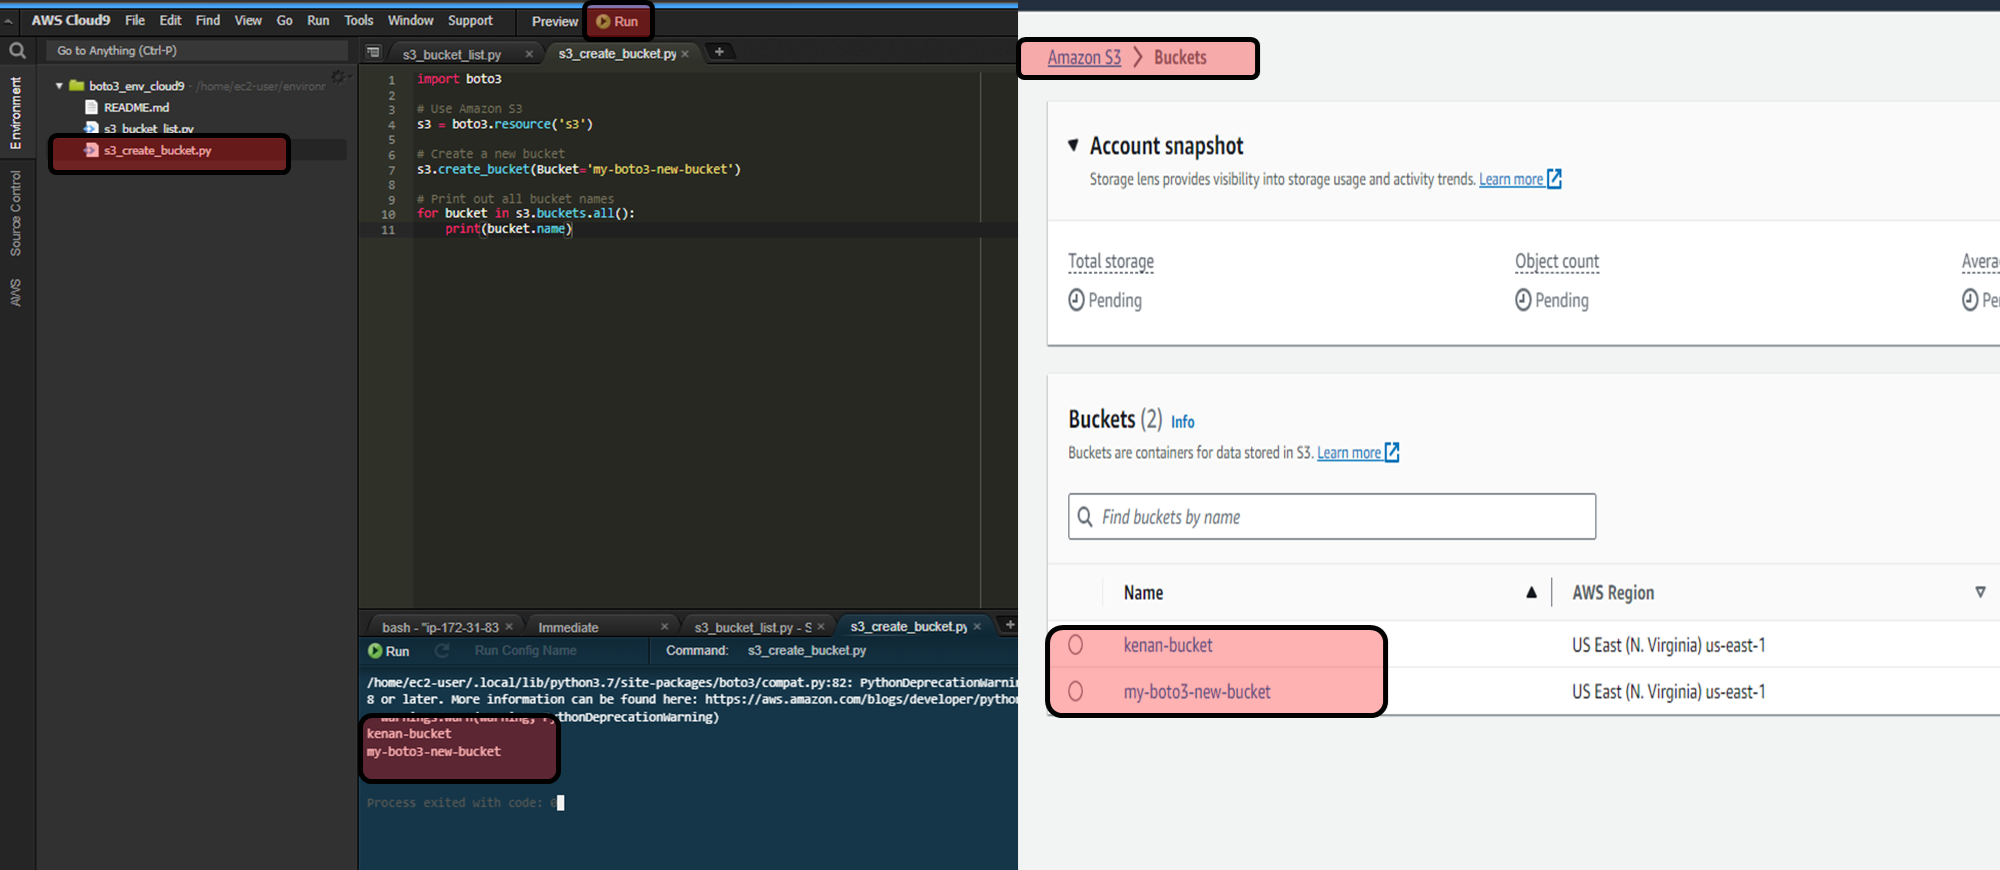 AWS Cloud9 File Edit Find View Go Run Tools Window Support Preview Run
Go to Anything (Ctrl-P)
Environment
Source Control
AWS
boto3_env_cloud9 - /home/ec2-user/environr
README.md
s3_bucket_list.py
s3_create_bucket.py
s3_bucket_list.py × s3_create_bucket.py ×
1 import boto3
2
3 # Use Amazon S3
4 s3 = boto3.resource('s3')
5
6 # Create a new bucket
7 s3.create_bucket(Bucket='my-boto3-new-bucket')
8
9 # Print out all bucket names
10 for bucket in s3.buckets.all():
11 print(bucket.name)
bash - "ip-172-31-83 × Immediate × s3_bucket_list.py - S × s3_create_bucket.py ×
Run Run Config Name Command: s3_create_bucket.py
/home/ec2-user/.local/lib/python3.7/site-packages/boto3/compat.py:82: PythonDeprecationWarnin
8 or later. More information can be found here: https://aws.amazon.com/blogs/developer/python
warnings.warn(warning, PythonDeprecationWarning)
kenan-bucket
my-boto3-new-bucket
Process exited with code: 0
Amazon S3 > Buckets
Account snapshot
Storage lens provides visibility into storage usage and activity trends. Learn more
Total storage Object count Avera
Pending Pending Pe
Buckets (2) Info
Buckets are containers for data stored in S3. Learn more
Find buckets by name
Name AWS Region
kenan-bucket US East (N. Virginia) us-east-1
my-boto3-new-bucket US East (N. Virginia) us-east-1